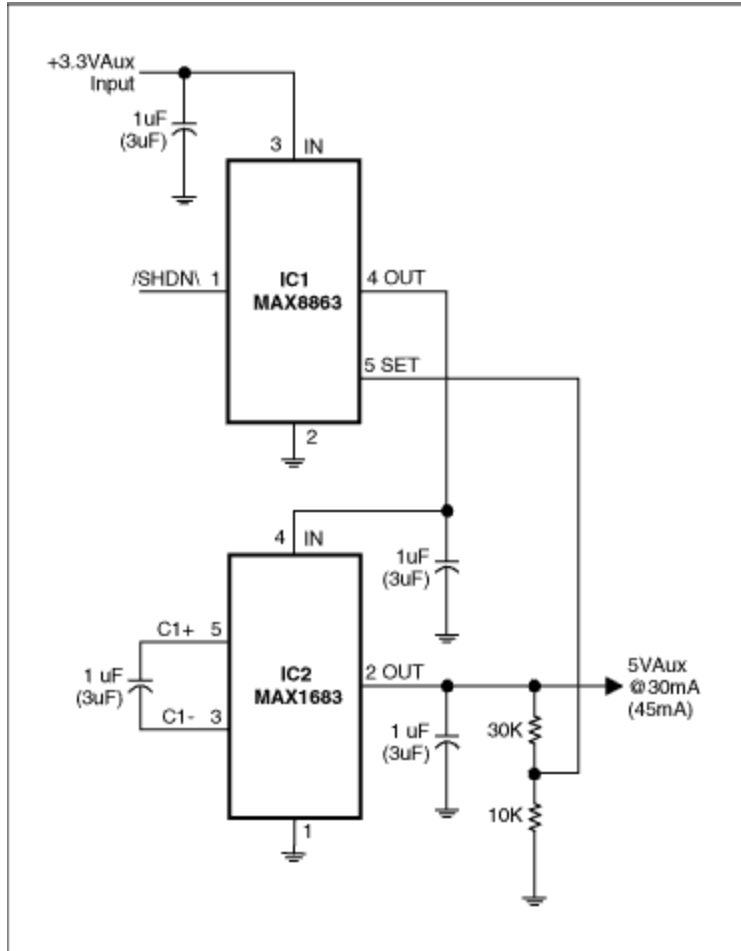 +3.3VAux
Input
1uF
(3uF)
3 IN
/SHDN\ 1
IC1
MAX8863
4 OUT
5 SET
2
4 IN
1uF
(3uF)
C1+ 5
1 uF
(3uF)
C1- 3
IC2
MAX1683
2 OUT
1 uF
(3uF)
30K
10K
5VAux
@30mA
(45mA)
1